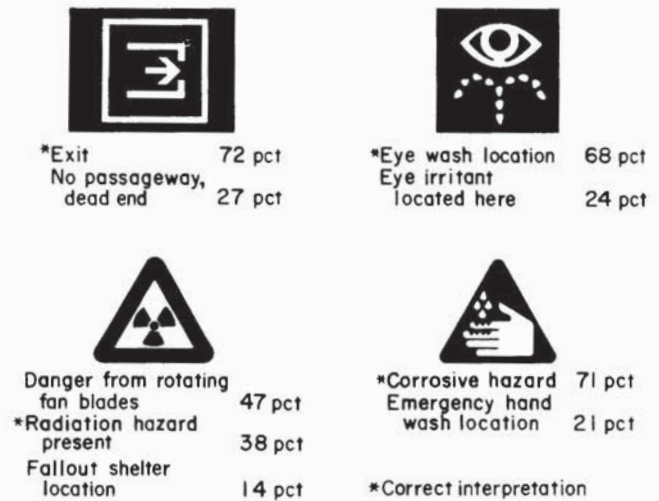 *Exit 72 pct
No passageway,
dead end 27 pct
*Eye wash location 68 pct
Eye irritant
located here 24 pct
Danger from rotating
fan blades 47 pct
*Radiation hazard
present 38 pct
Fallout shelter
location 14 pct
*Corrosive hazard 71 pct
Emergency hand
wash location 21 pct
*Correct interpretation